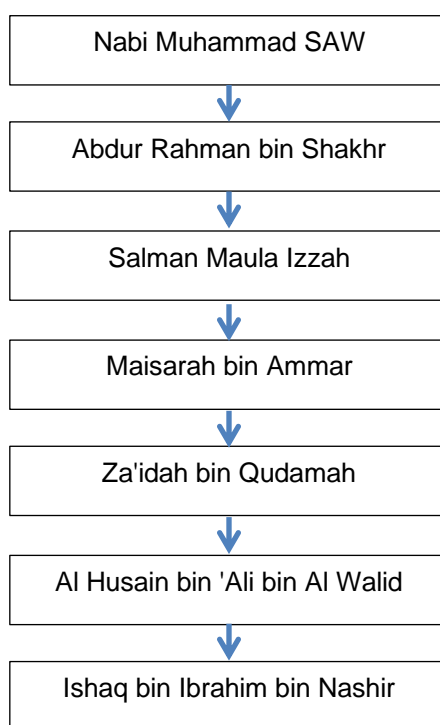 Nabi Muhammad SAW
Abdur Rahman bin Shakhr
Salman Maula Izzah
Maisarah bin Ammar
Za'idah bin Qudamah
Al Husain bin 'Ali bin Al Walid
Ishaq bin Ibrahim bin Nashir